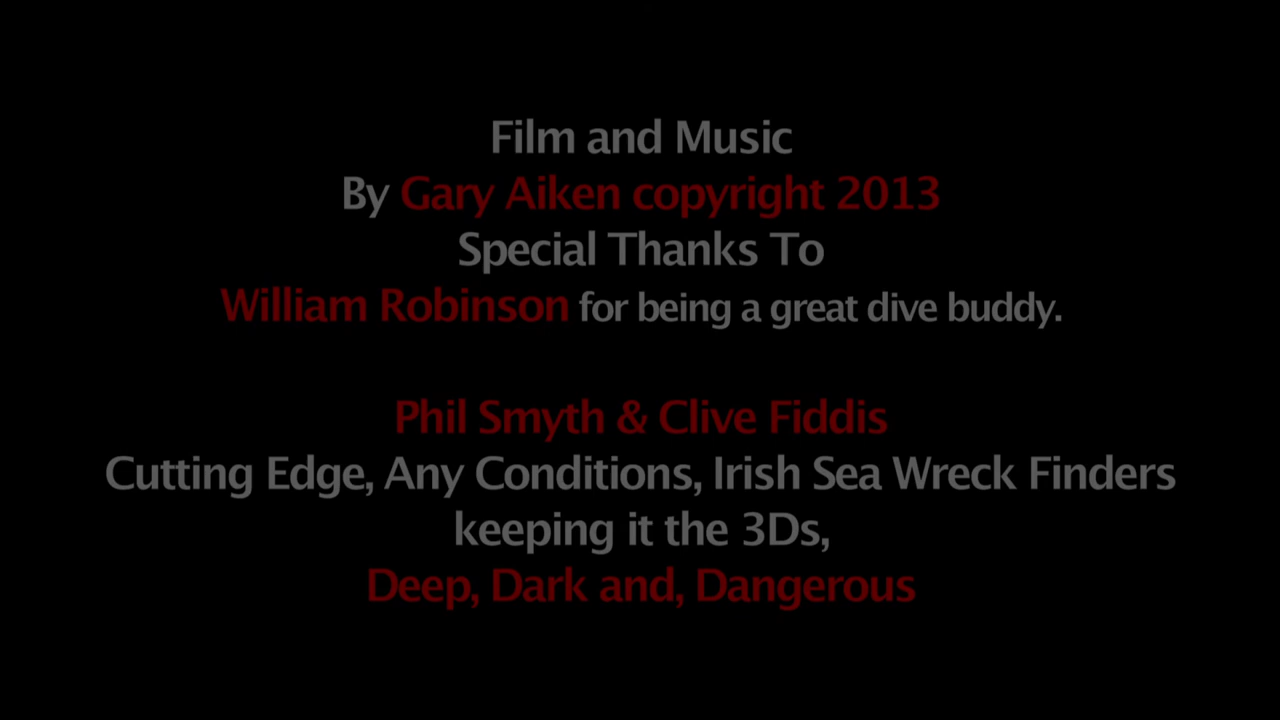 Film and Music
By Gary Aiken copyright 2013
Special Thanks To
William Robinson for being a great dive buddy.
Phil Smyth & Clive Fiddis
Cutting Edge, Any Conditions, Irish Sea Wreck Finders
keeping it the 3Ds,
Deep, Dark and, Dangerous